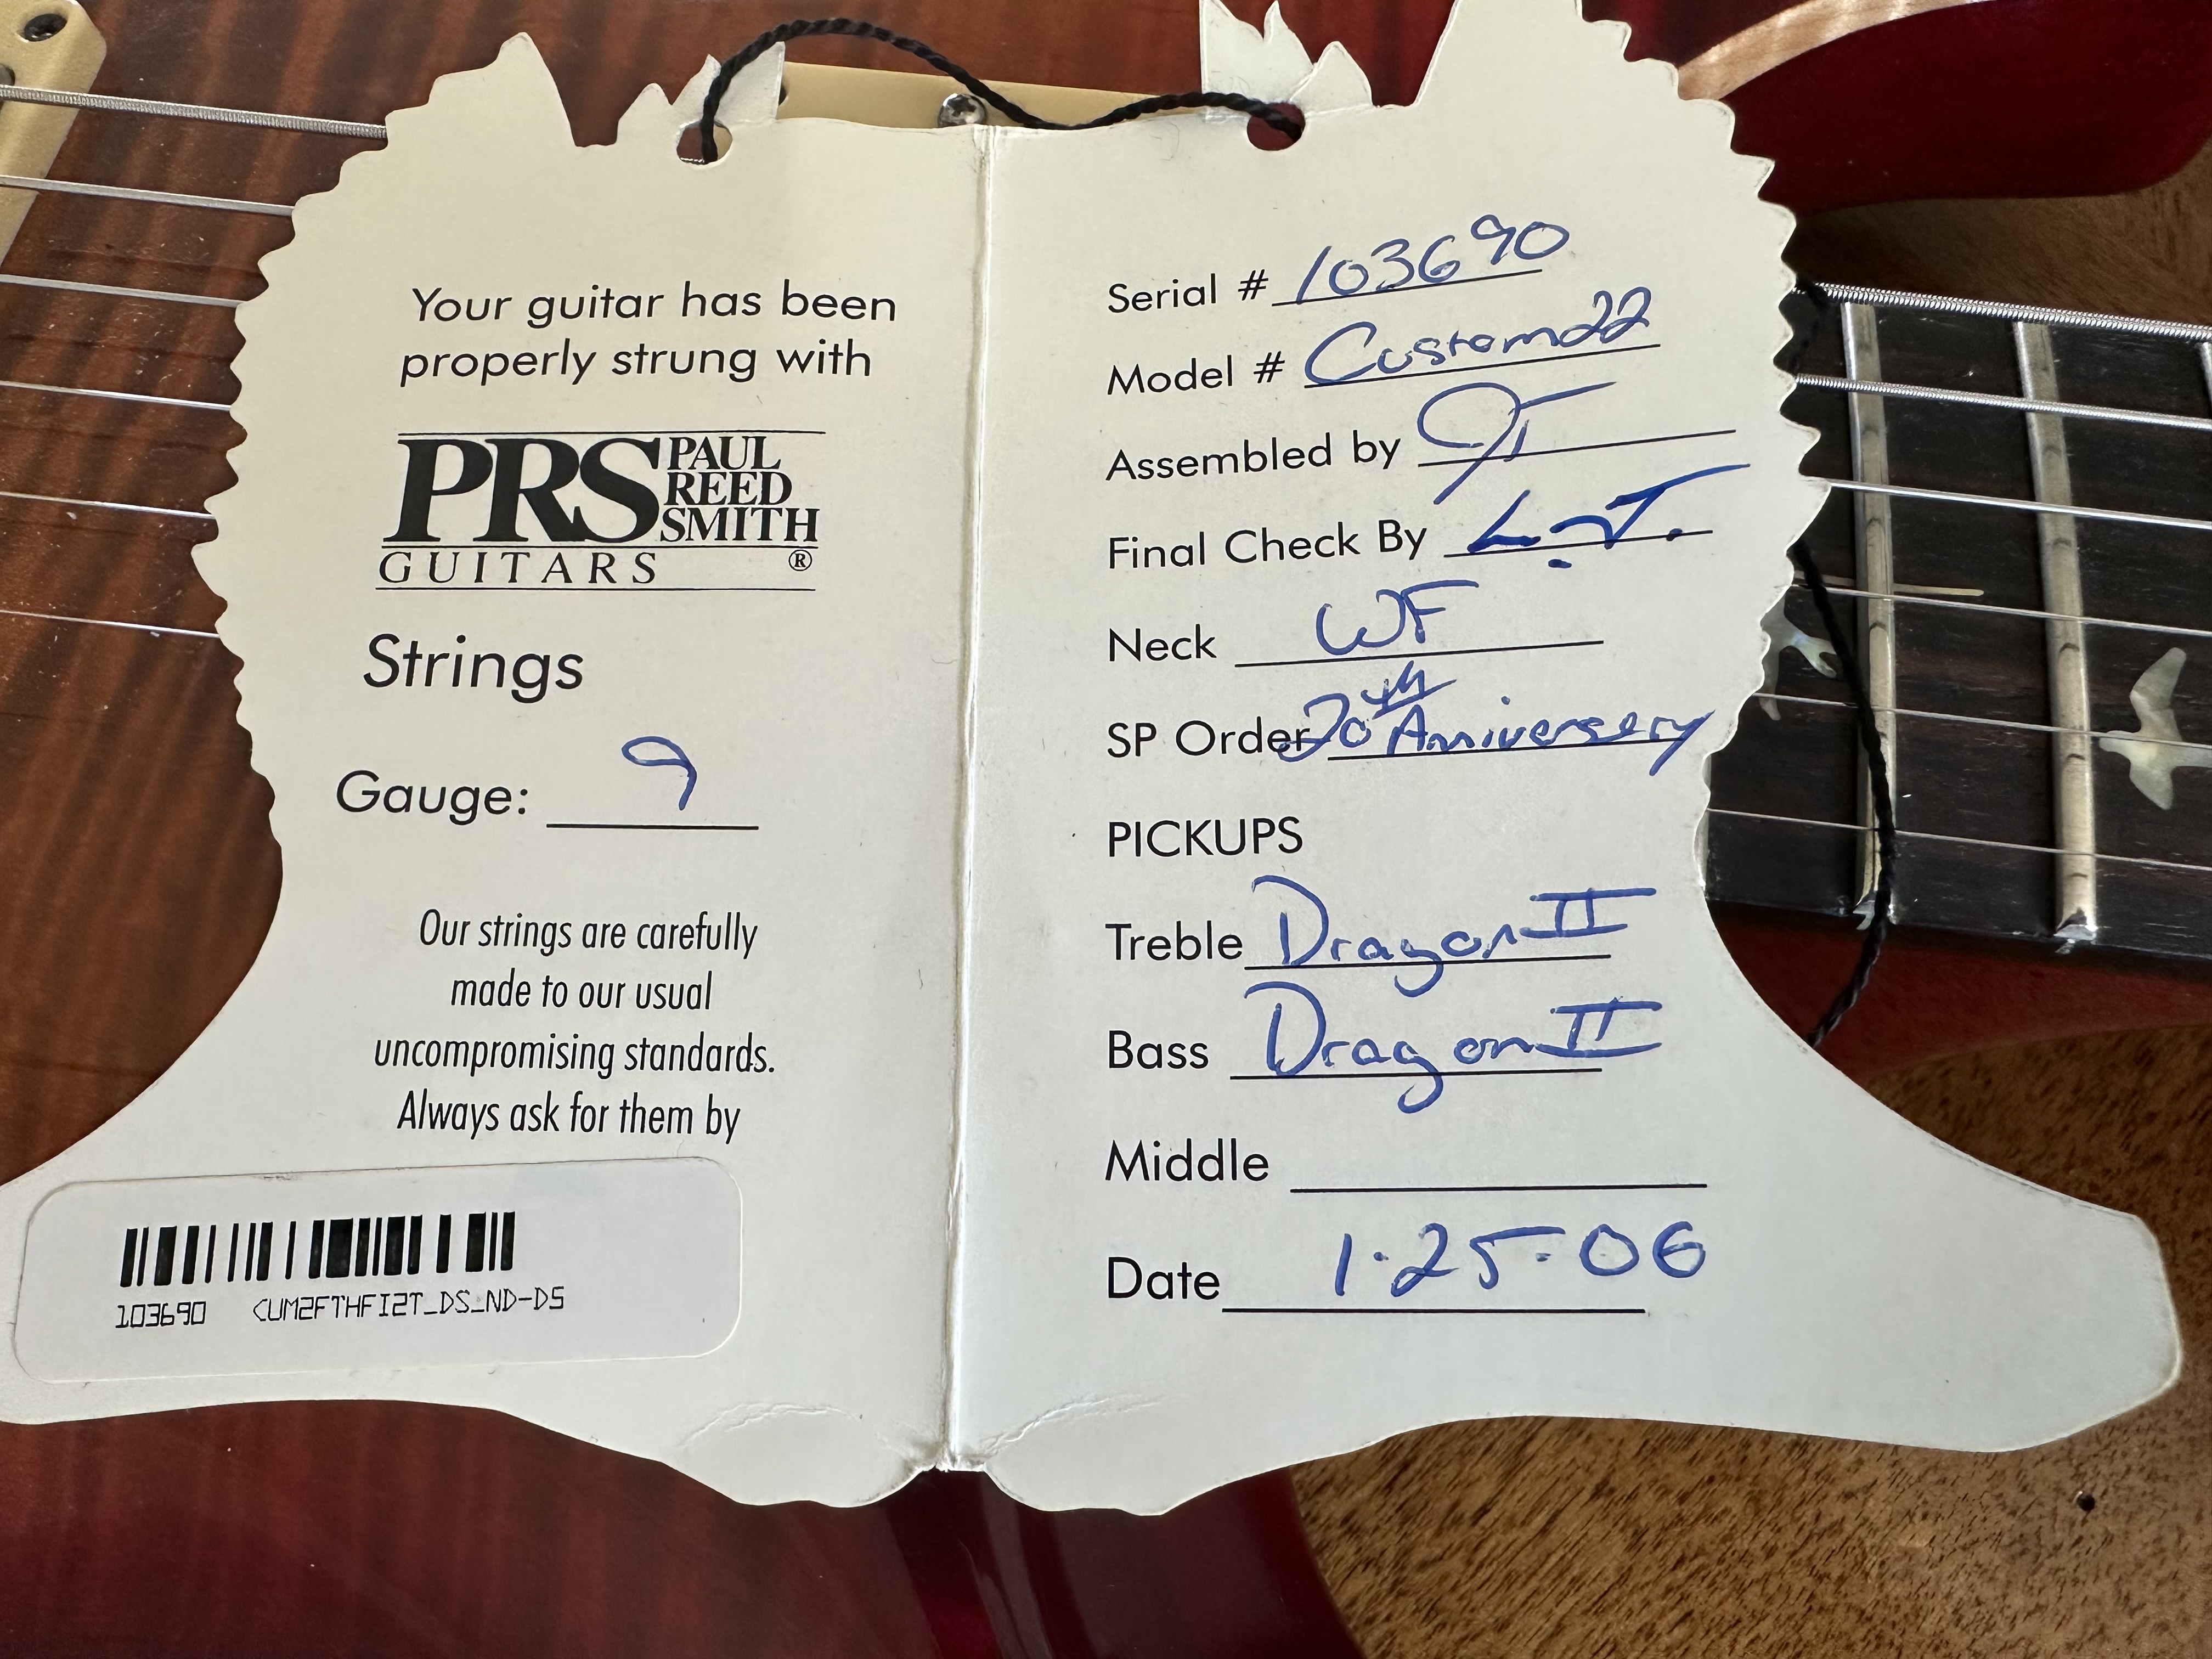 Your guitar has been
properly strung with
PRS PAUL
REED
SMITH
GUITARS ®
Strings
Gauge: 9
Our strings are carefully
made to our usual
uncompromising standards.
Always ask for them by
103690 CUM2FTHFI2T_DS_ND-DS
Serial # 103690
Model # Custom22
Assembled by JT
Final Check By L.T.
Neck WF
SP Order 20th Anniversery
PICKUPS
Treble Dragon II
Bass Dragon II
Middle
Date 1.25.06